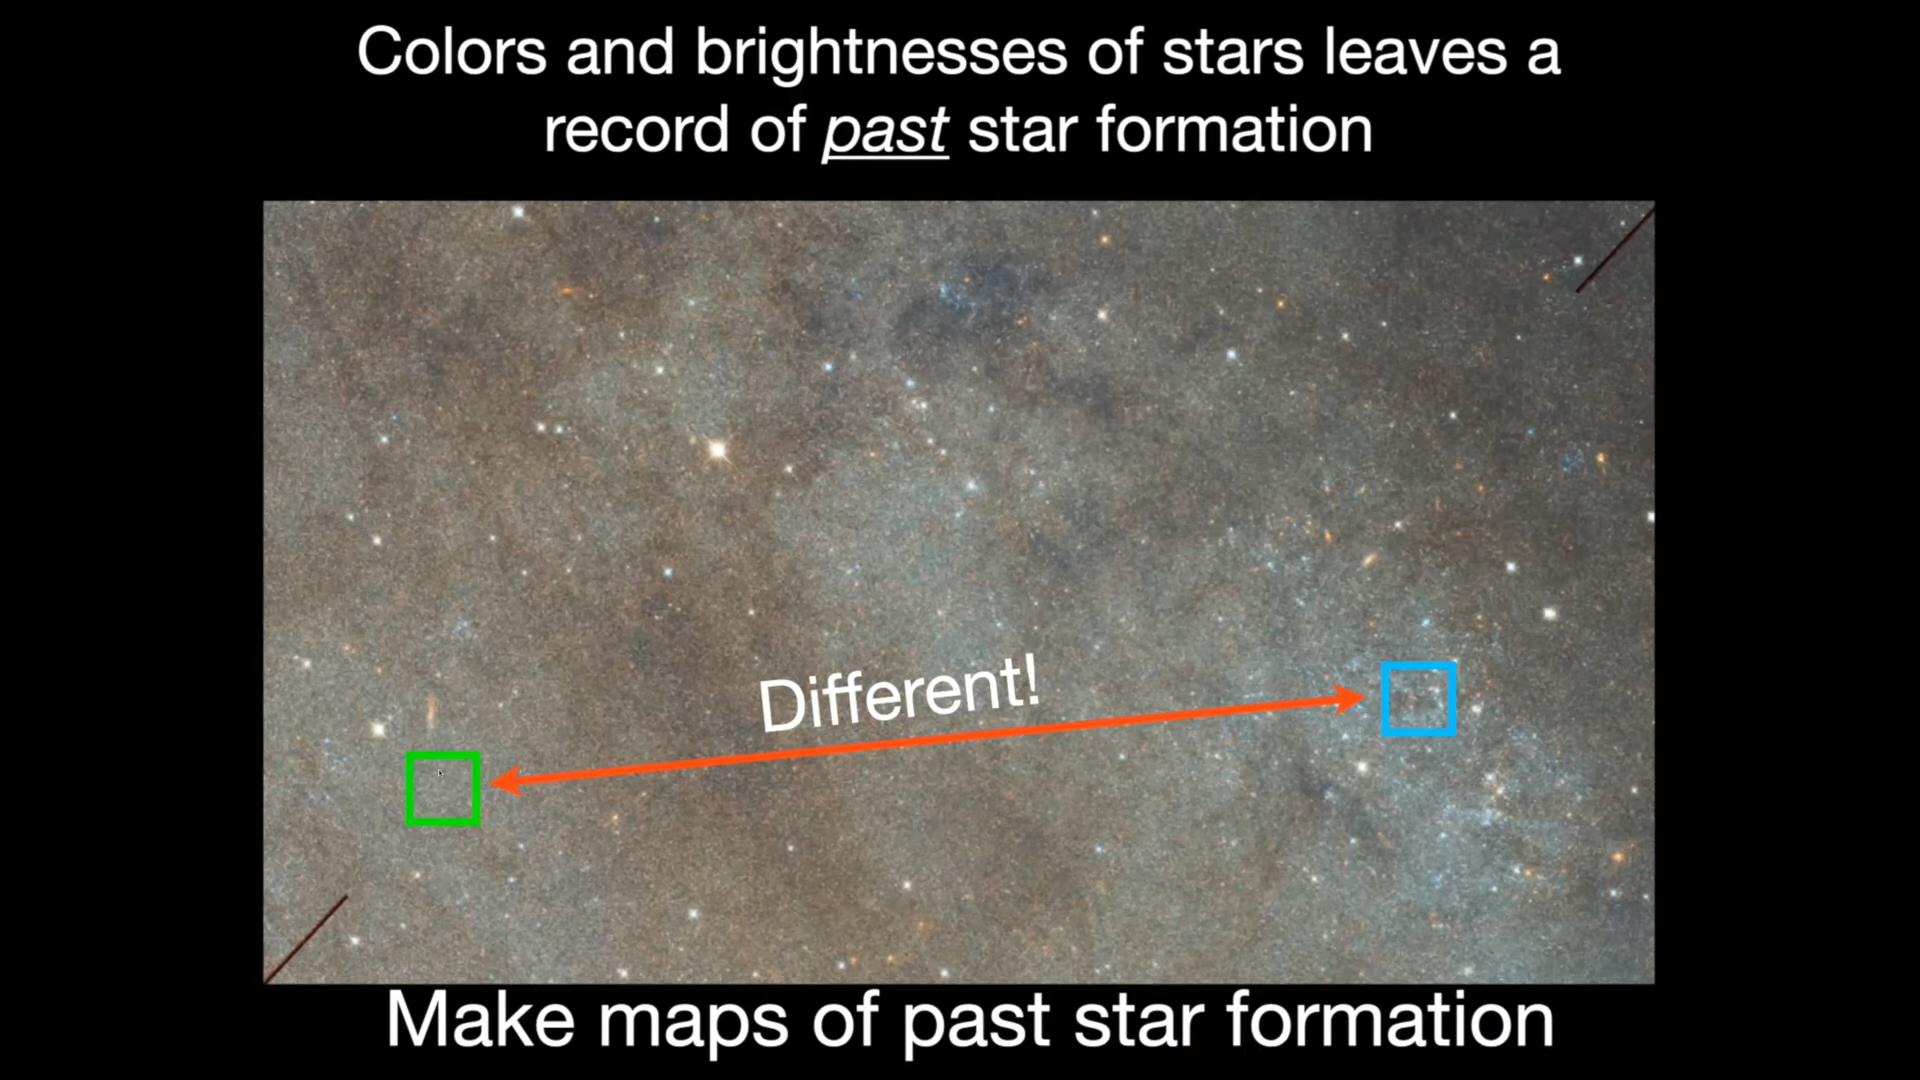 Colors and brightnesses of stars leaves a
record of past star formation
Different!
Make maps of past star formation